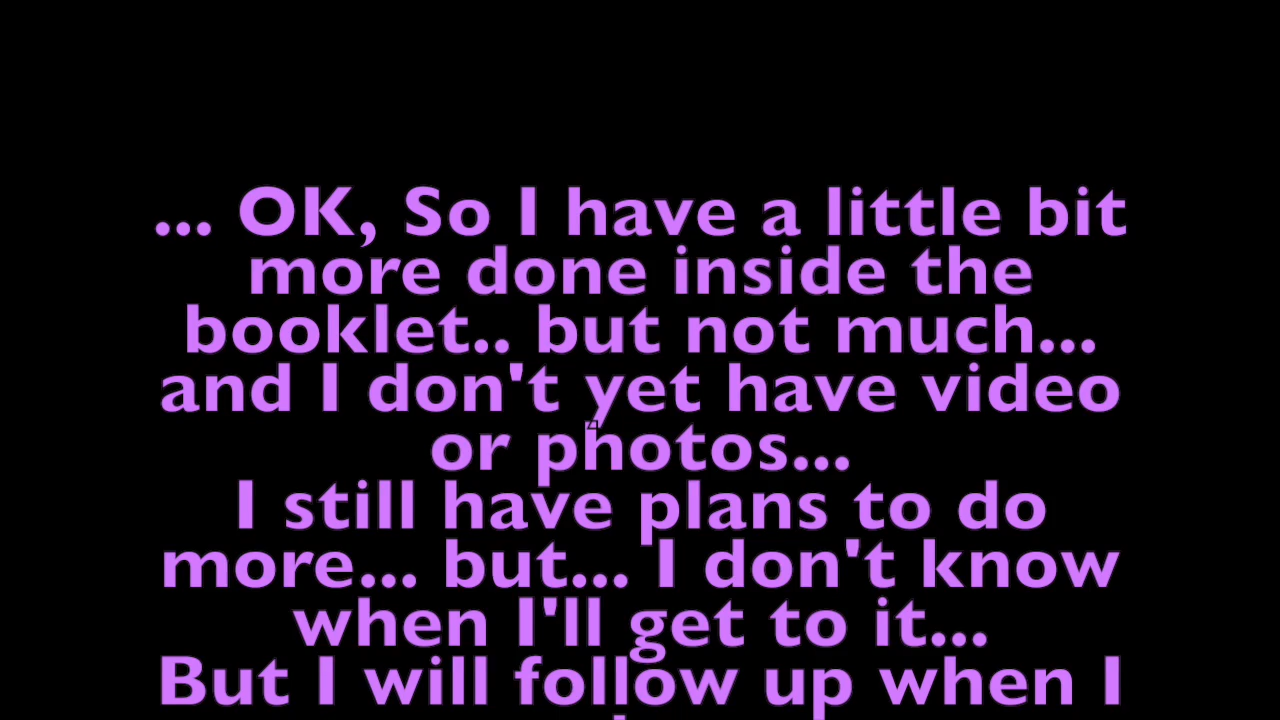 ... OK, So I have a little bit
more done inside the
booklet.. but not much...
and I don't yet have video
or photos...
I still have plans to do
more... but... I don't know
when I'll get to it...
But I will follow up when I